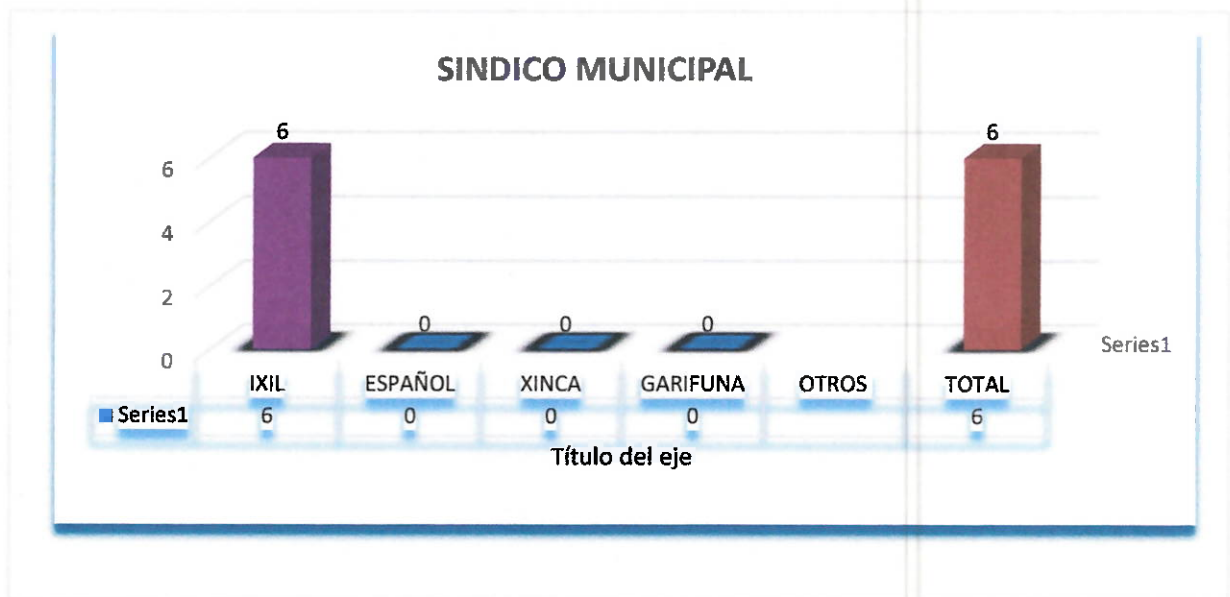 SINDICO MUNICIPAL
6 6
6
4
2
0 0 0
0
Series1
IXIL ESPAÑOL XINCA GARIFUNA OTROS TOTAL
Series1 6 0 0 0 6
Título del eje